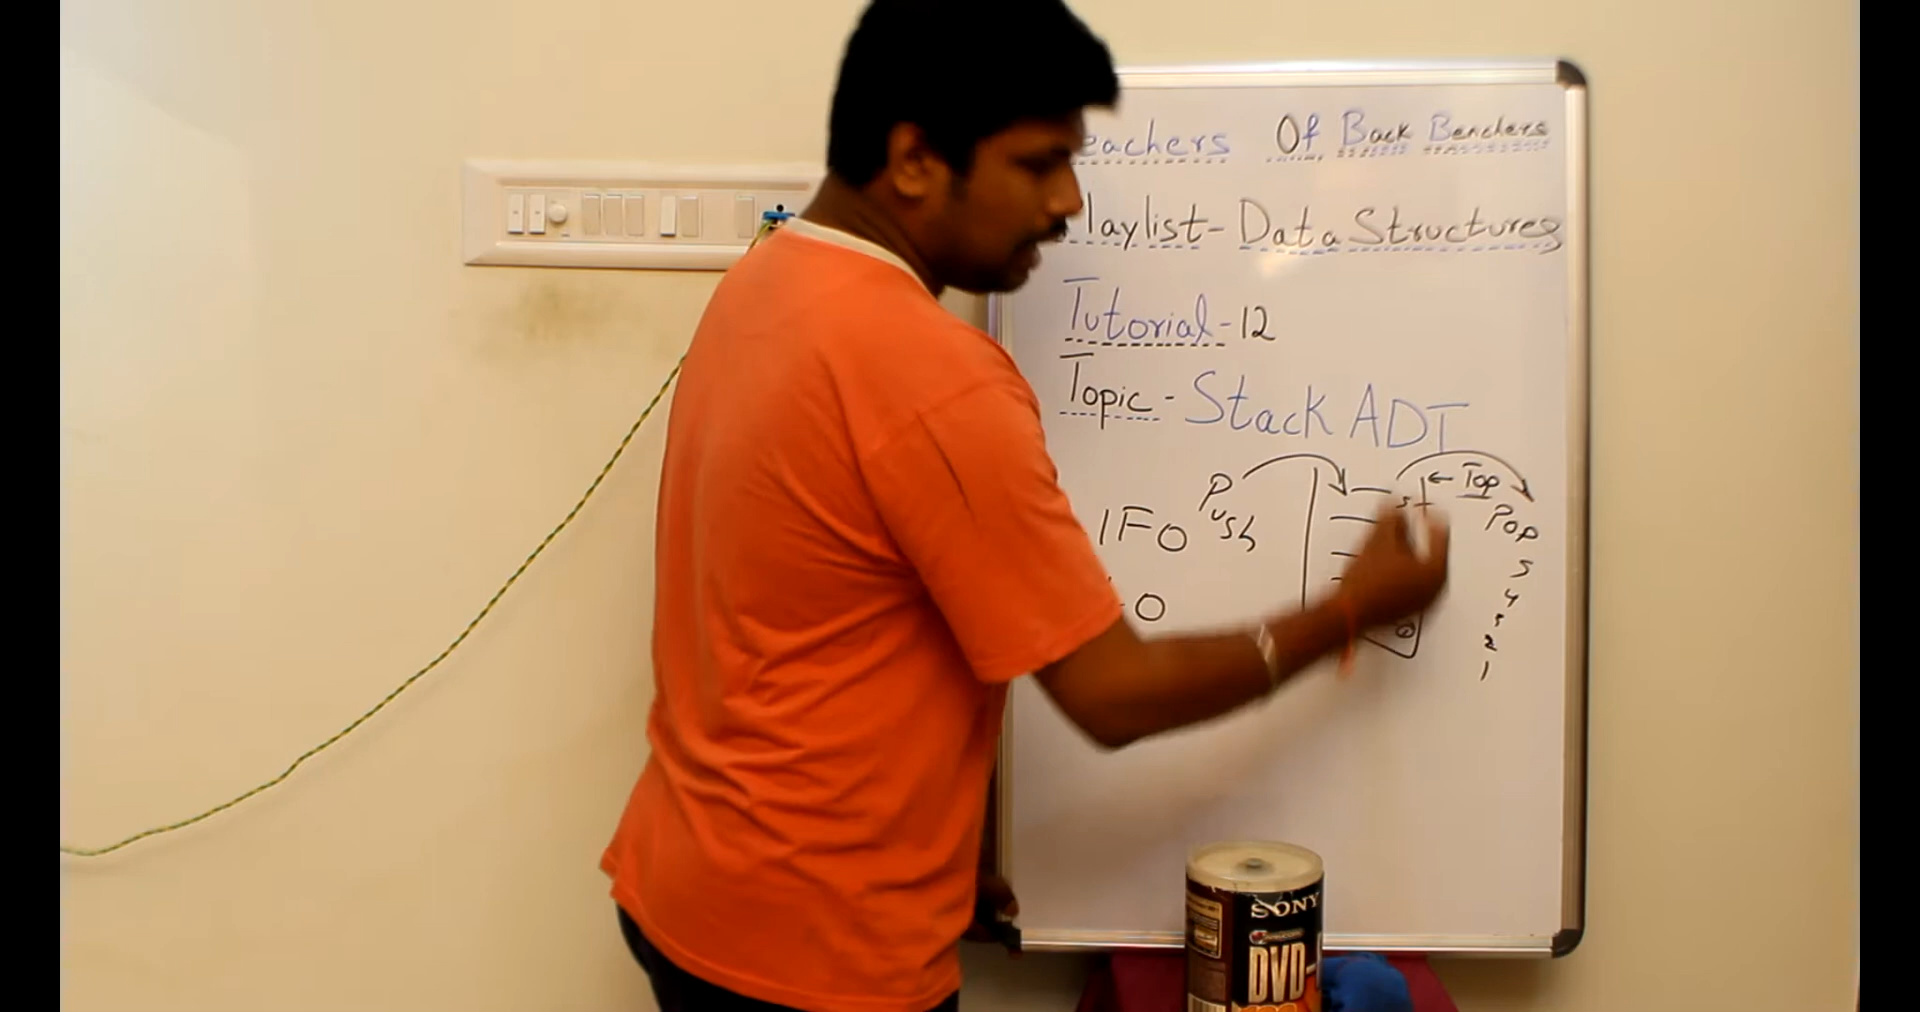 eachers Of Back Benchers
laylist- Data Structures
Tutorial-12
Topic- Stack ADT
Push
← Top
Pop
IFO
O
5
4
3
2
1
SONY
DVD-